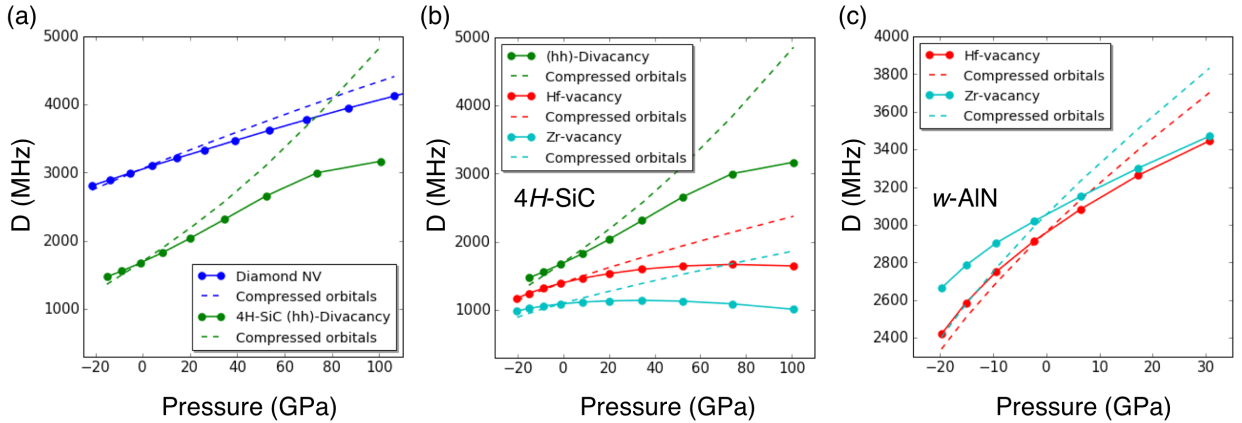 (a)
5000
4000
3000
2000
1000
D (MHz)
Diamond NV
Compressed orbitals
4H-SiC (hh)-Divacancy
Compressed orbitals
−20 0 20 40 60 80 100
Pressure (GPa)
(b)
5000
4000
3000
2000
1000
D (MHz)
(hh)-Divacancy
Compressed orbitals
Hf-vacancy
Compressed orbitals
Zr-vacancy
Compressed orbitals
4H-SiC
−20 0 20 40 60 80 100
Pressure (GPa)
(c)
4000
3800
3600
3400
3200
3000
2800
2600
2400
D (MHz)
Hf-vacancy
Compressed orbitals
Zr-vacancy
Compressed orbitals
w-AlN
−20 −10 0 10 20 30
Pressure (GPa)